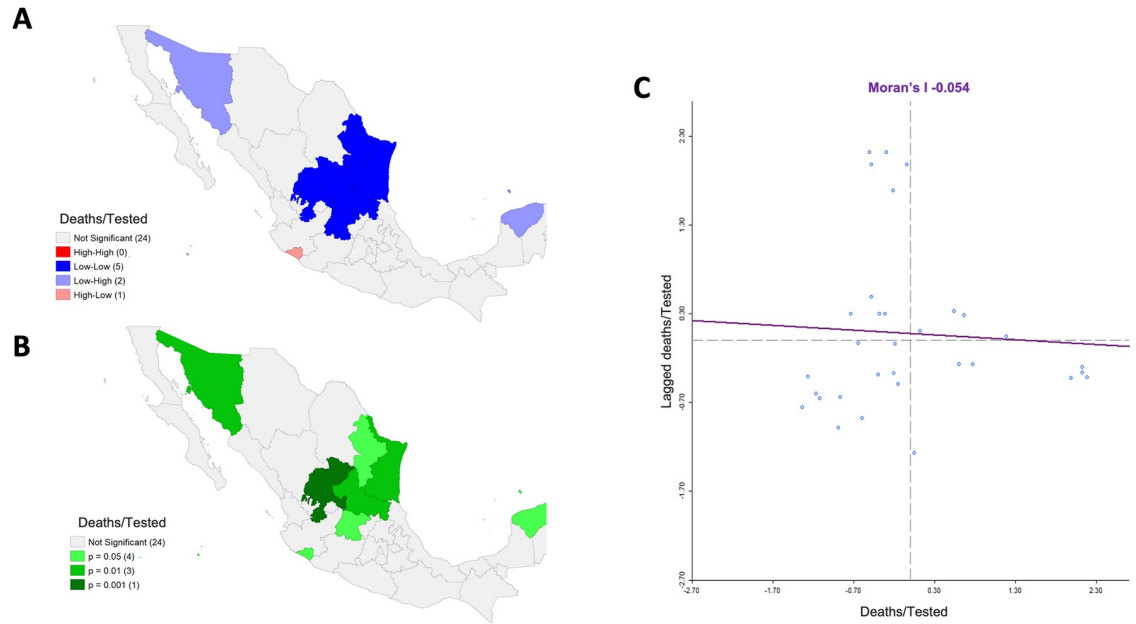 A
Deaths/Tested
Not Significant (24)
High-High (0)
Low-Low (5)
Low-High (2)
High-Low (1)
B
Deaths/Tested
Not Significant (24)
p = 0.05 (4)
p = 0.01 (3)
p = 0.001 (1)
C
Moran's I -0.054
Lagged deaths/Tested
2.30
1.30
0.30
-0.70
-1.70
-2.70
-2.70 -1.70 -0.70 0.30 1.30 2.30
Deaths/Tested